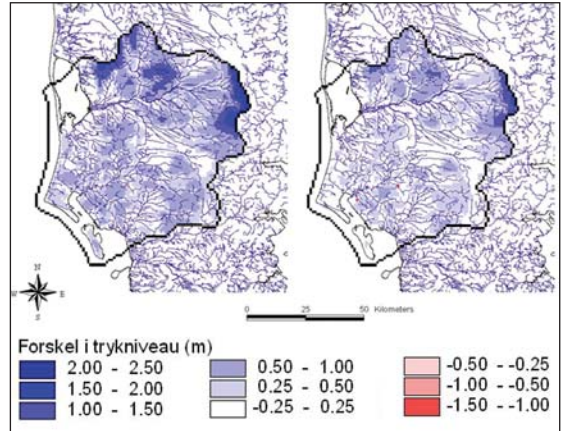 N
W E
S
0 25 50 Kilometers
Forskel i trykniveau (m)
2.00 - 2.50
1.50 - 2.00
1.00 - 1.50
0.50 - 1.00
0.25 - 0.50
-0.25 - 0.25
-0.50 - -0.25
-1.00 - -0.50
-1.50 - -1.00